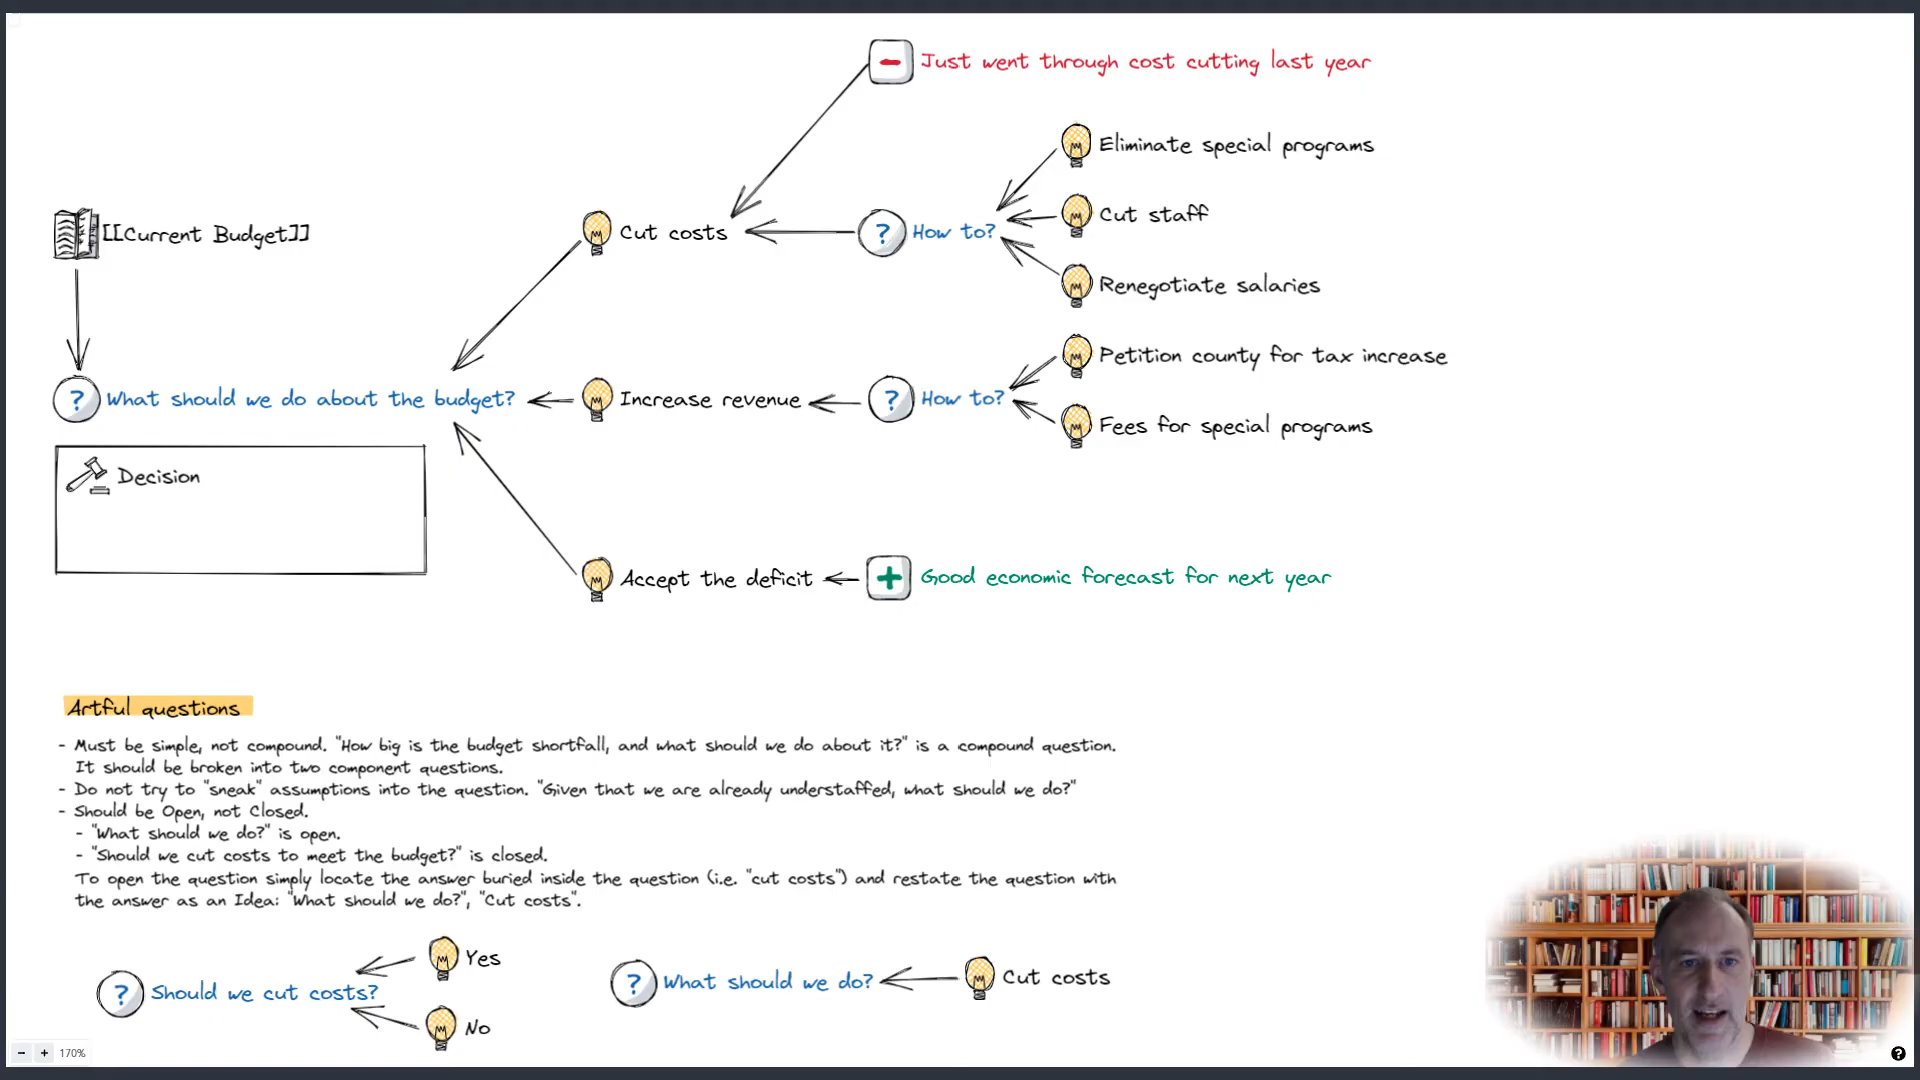 Just went through cost cutting last year
Eliminate special programs
Cut staff
[[Current Budget]]
Cut costs
? How to?
Renegotiate salaries
Petition county for tax increase
? What should we do about the budget?
Increase revenue
? How to?
Fees for special programs
Decision
Accept the deficit
Good economic forecast for next year
Artful questions
- Must be simple, not compound. "How big is the budget shortfall, and what should we do about it?" is a compound question.
It should be broken into two component questions.
- Do not try to "sneak" assumptions into the question. "Given that we are already understaffed, what should we do?"
- Should be Open, not Closed.
- "What should we do?" is open.
- "Should we cut costs to meet the budget?" is closed.
To open the question simply locate the answer buried inside the question (i.e. "cut costs") and restate the question with
the answer as an Idea: "What should we do?", "Cut costs".
Yes
? Should we cut costs?
No
? What should we do?
Cut costs
170%
?